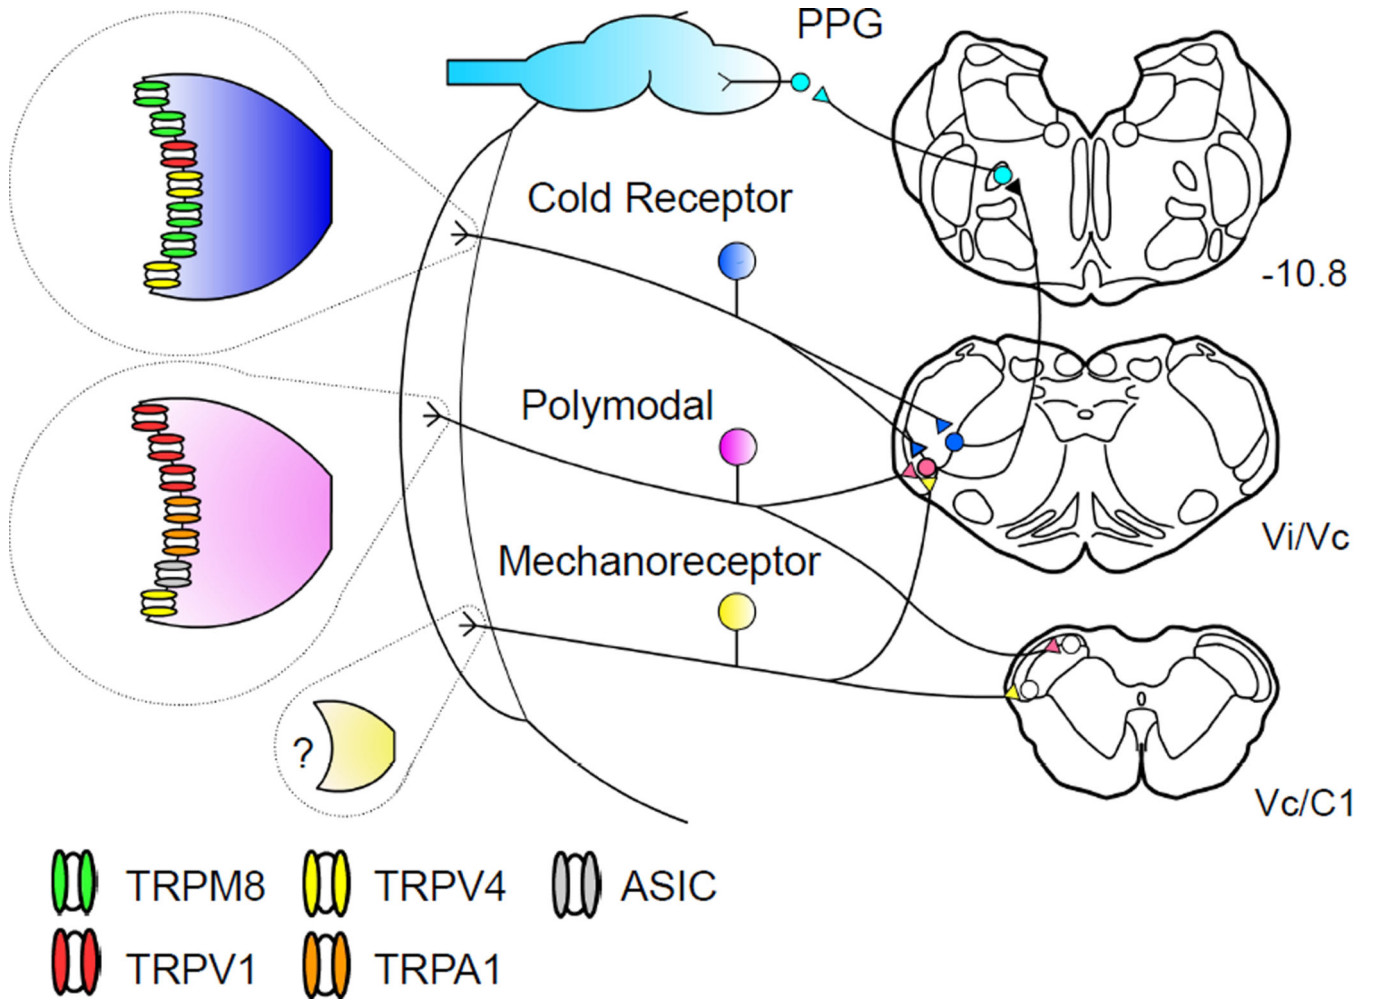 PPG
Cold Receptor
-10.8
Polymodal
Vi/Vc
Mechanoreceptor
?
Vc/C1
TRPM8 TRPV4 ASIC
TRPV1 TRPA1